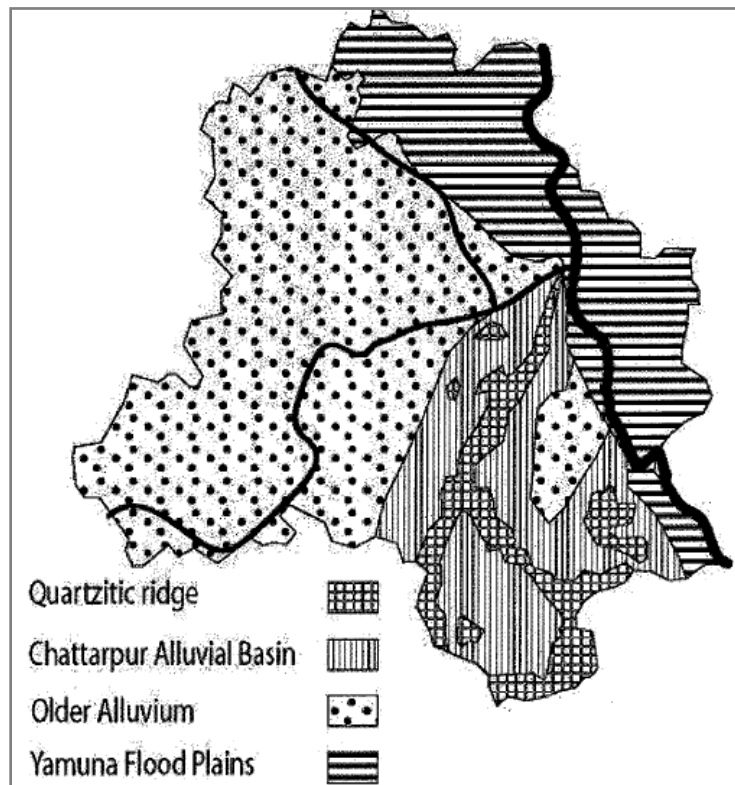 Quartzitic ridge
Chattarpur Alluvial Basin
Older Alluvium
Yamuna Flood Plains